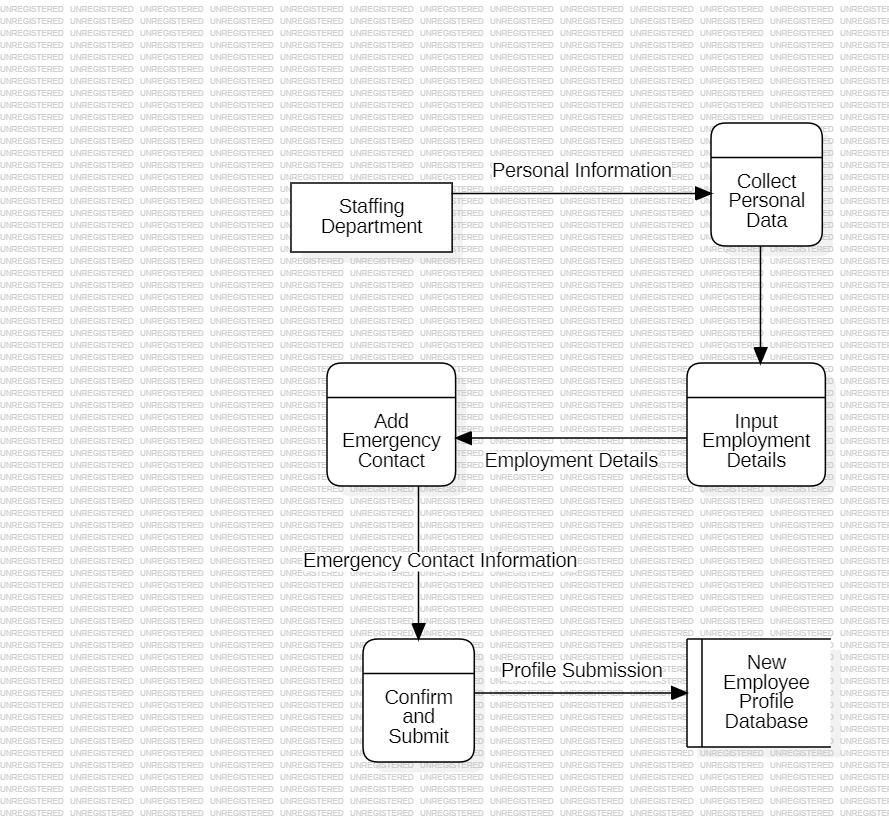 Personal Information
Collect
Personal
Data
Staffing
Department
Add
Emergency
Contact
Employment Details
Input
Employment
Details
Emergency Contact Information
Confirm
and
Submit
Profile Submission
New
Employee
Profile
Database
UNREGISTERED